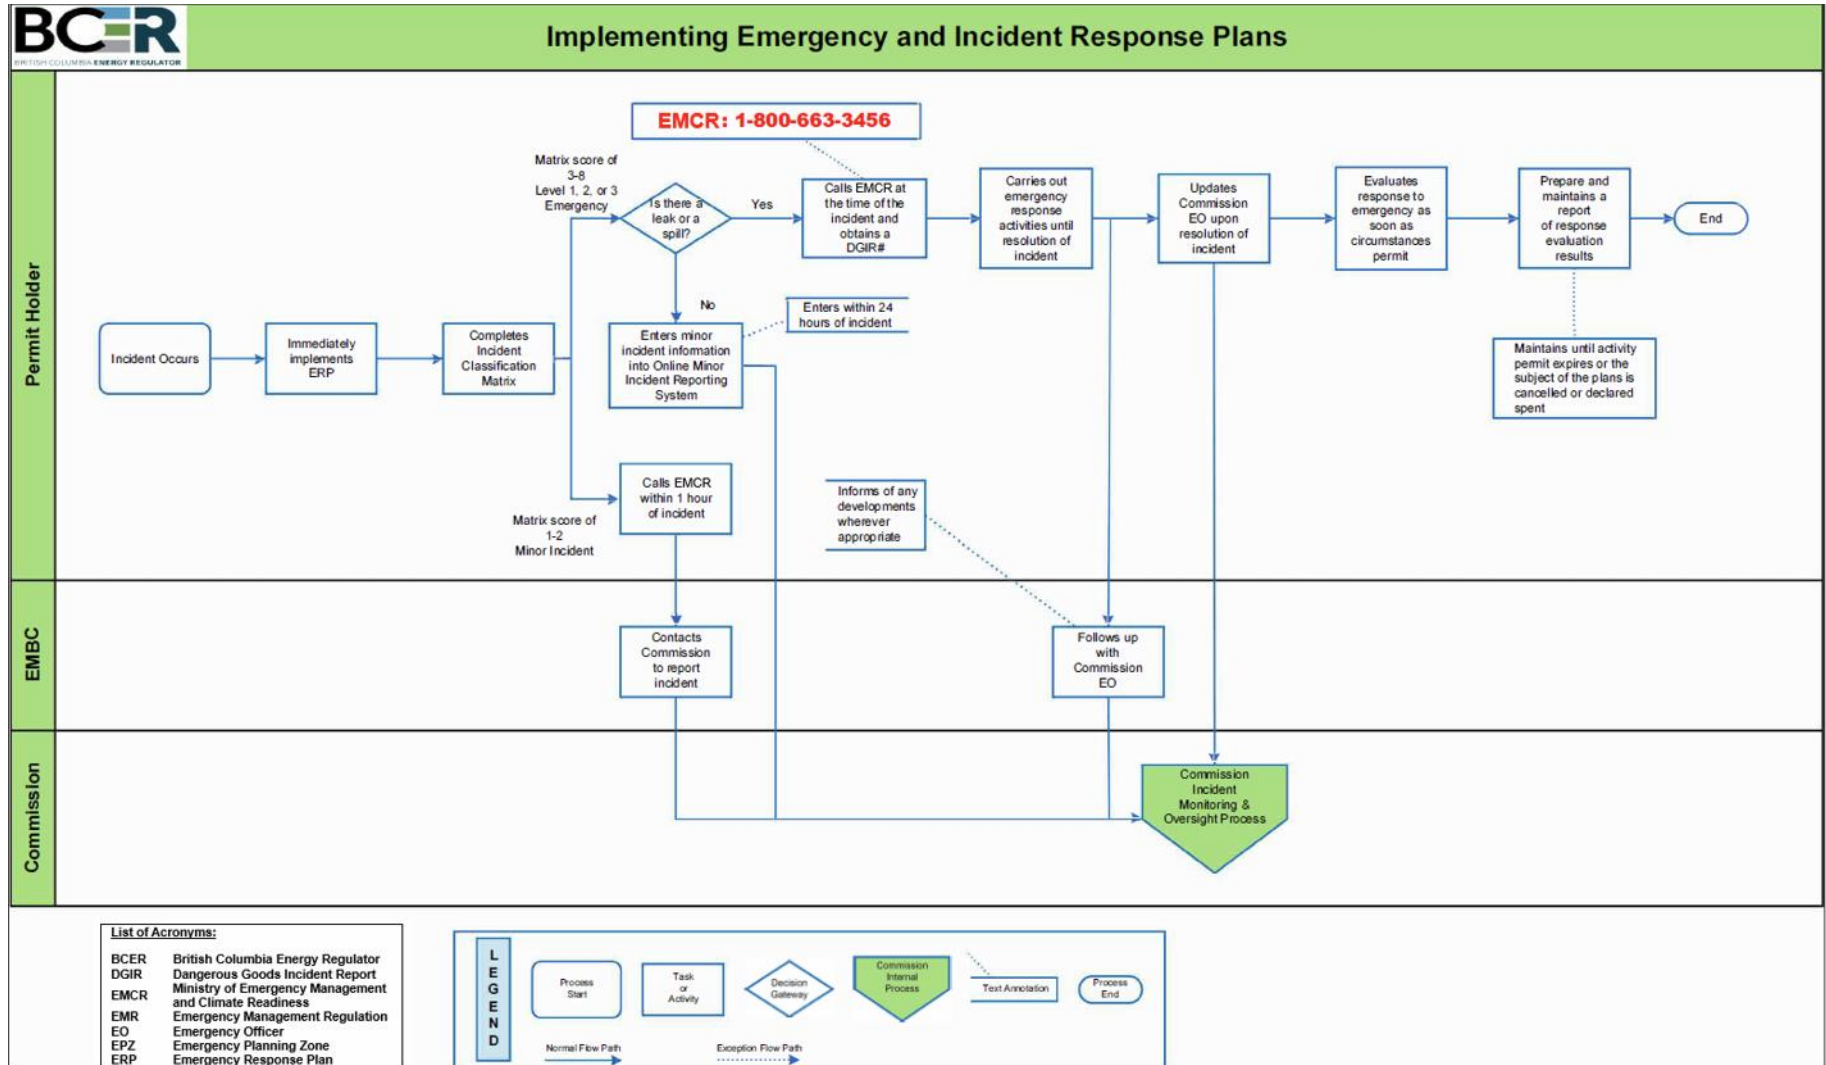 BCER
BRITISH COLUMBIA ENERGY REGULATOR
Implementing Emergency and Incident Response Plans
Permit Holder
EMCR: 1-800-663-3456
Matrix score of
3-8
Level 1, 2, or 3
Emergency
Is there a
leak or a
spill?
Yes
Calls EMCR at
the time of the
incident and
obtains a
DGIR#
Carries out
emergency
response
activities until
resolution of
incident
Updates
Commission
EO upon
resolution of
incident
Evaluates
response to
emergency as
soon as
circumstances
permit
Prepare and
maintains a
report
of response
evaluation
results
End
No
Enters within 24
hours of incident
Incident Occurs
Immediately
implements
ERP
Completes
Incident
Classification
Matrix
Enters minor
incident information
into Online Minor
Incident Reporting
System
Maintains until activity
permit expires or the
subject of the plans is
cancelled or declared
spent
Calls EMCR
within 1 hour
of incident
Matrix score of
1-2
Minor Incident
Informs of any
developments
wherever
appropriate
EMBC
Contacts
Commission
to report
incident
Follows up
with
Commission
EO
Commission
Commission
Incident
Monitoring &
Oversight Process
List of Acronyms:
BCER British Columbia Energy Regulator
DGIR Dangerous Goods Incident Report
EMCR Ministry of Emergency Management
and Climate Readiness
EMR Emergency Management Regulation
EO Emergency Officer
EPZ Emergency Planning Zone
ERP Emergency Response Plan
LEGEND
Process
Start
Task
or
Activity
Decision
Gateway
Commission
Internal
Process
Text Annotation
Process
End
Normal Flow Path
Exception Flow Path